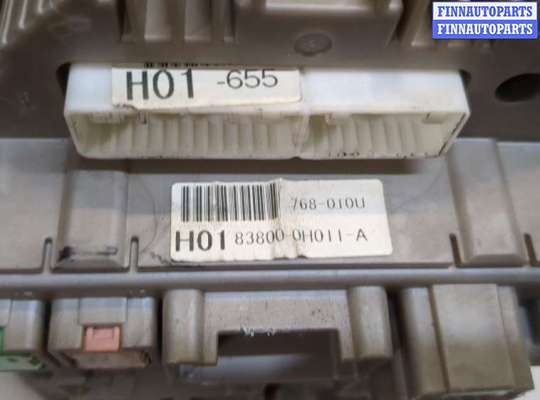 FINNAUTOPARTS
FINNAUTOPARTS
H01 -655
768-010U
H01 83800-0H011-A